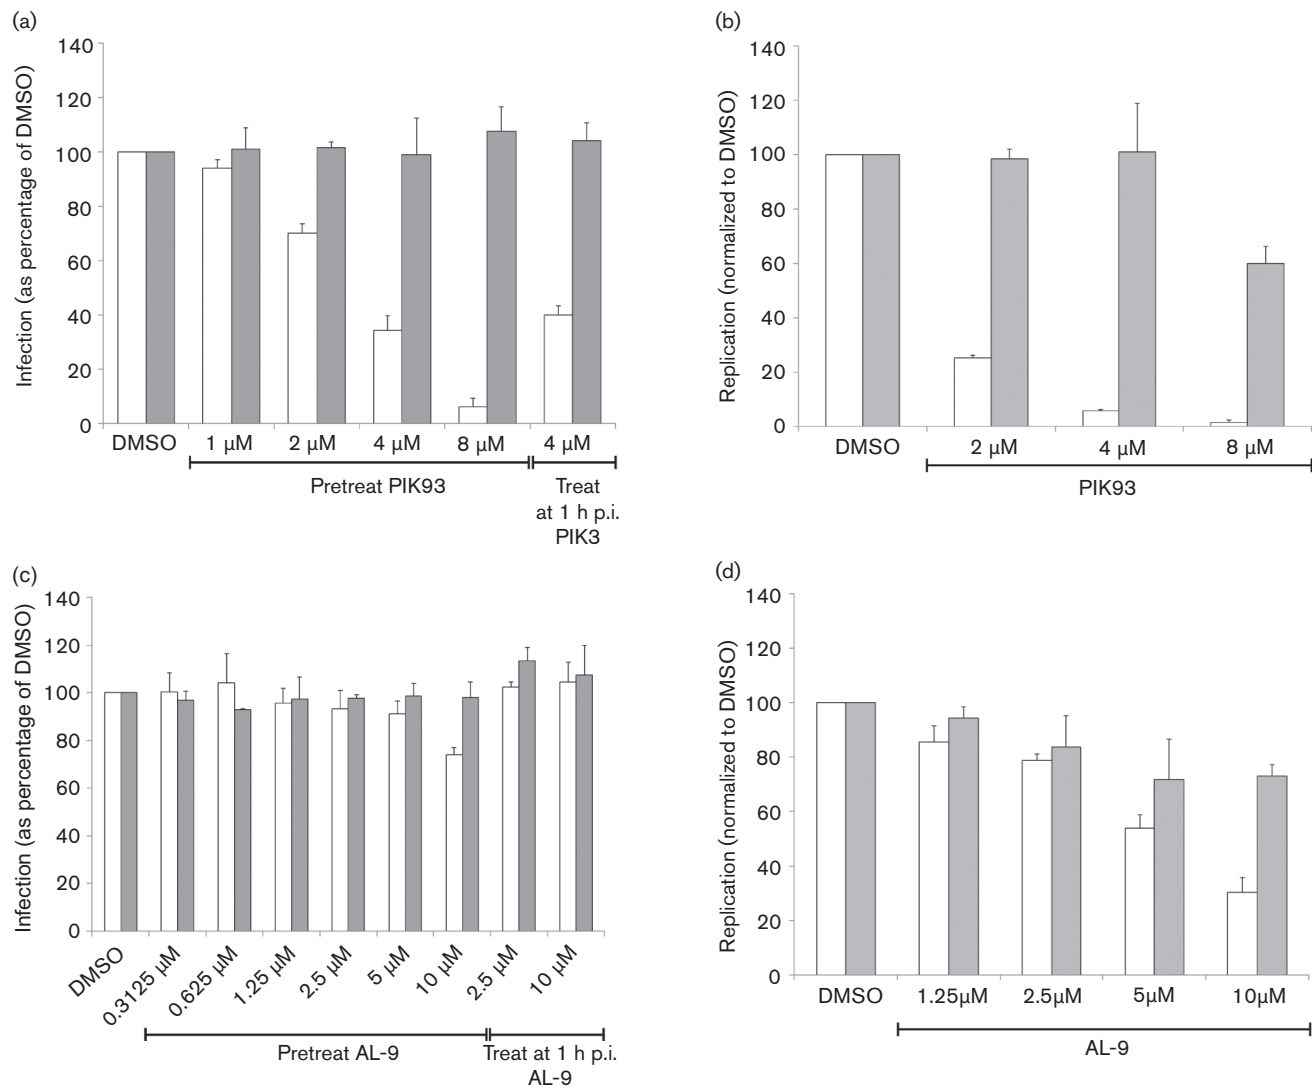 (a)
140
120
100
80
60
40
20
0
Infection (as percentage of DMSO)
DMSO 1 µM 2 µM 4 µM 8 µM 4 µM
Pretreat PIK93
Treat
at 1 h p.i.
PIK3
(b)
140
120
100
80
60
40
20
0
Replication (normalized to DMSO)
DMSO 2 µM 4 µM 8 µM
PIK93
(c)
140
120
100
80
60
40
20
0
Infection (as percentage of DMSO)
DMSO 0.3125 µM 0.625 µM 1.25 µM 2.5 µM 5 µM 10 µM 2.5 µM 10 µM
Pretreat AL-9
Treat at 1 h p.i.
AL-9
(d)
140
120
100
80
60
40
20
0
Replication (normalized to DMSO)
DMSO 1.25µM 2.5µM 5µM 10µM
AL-9